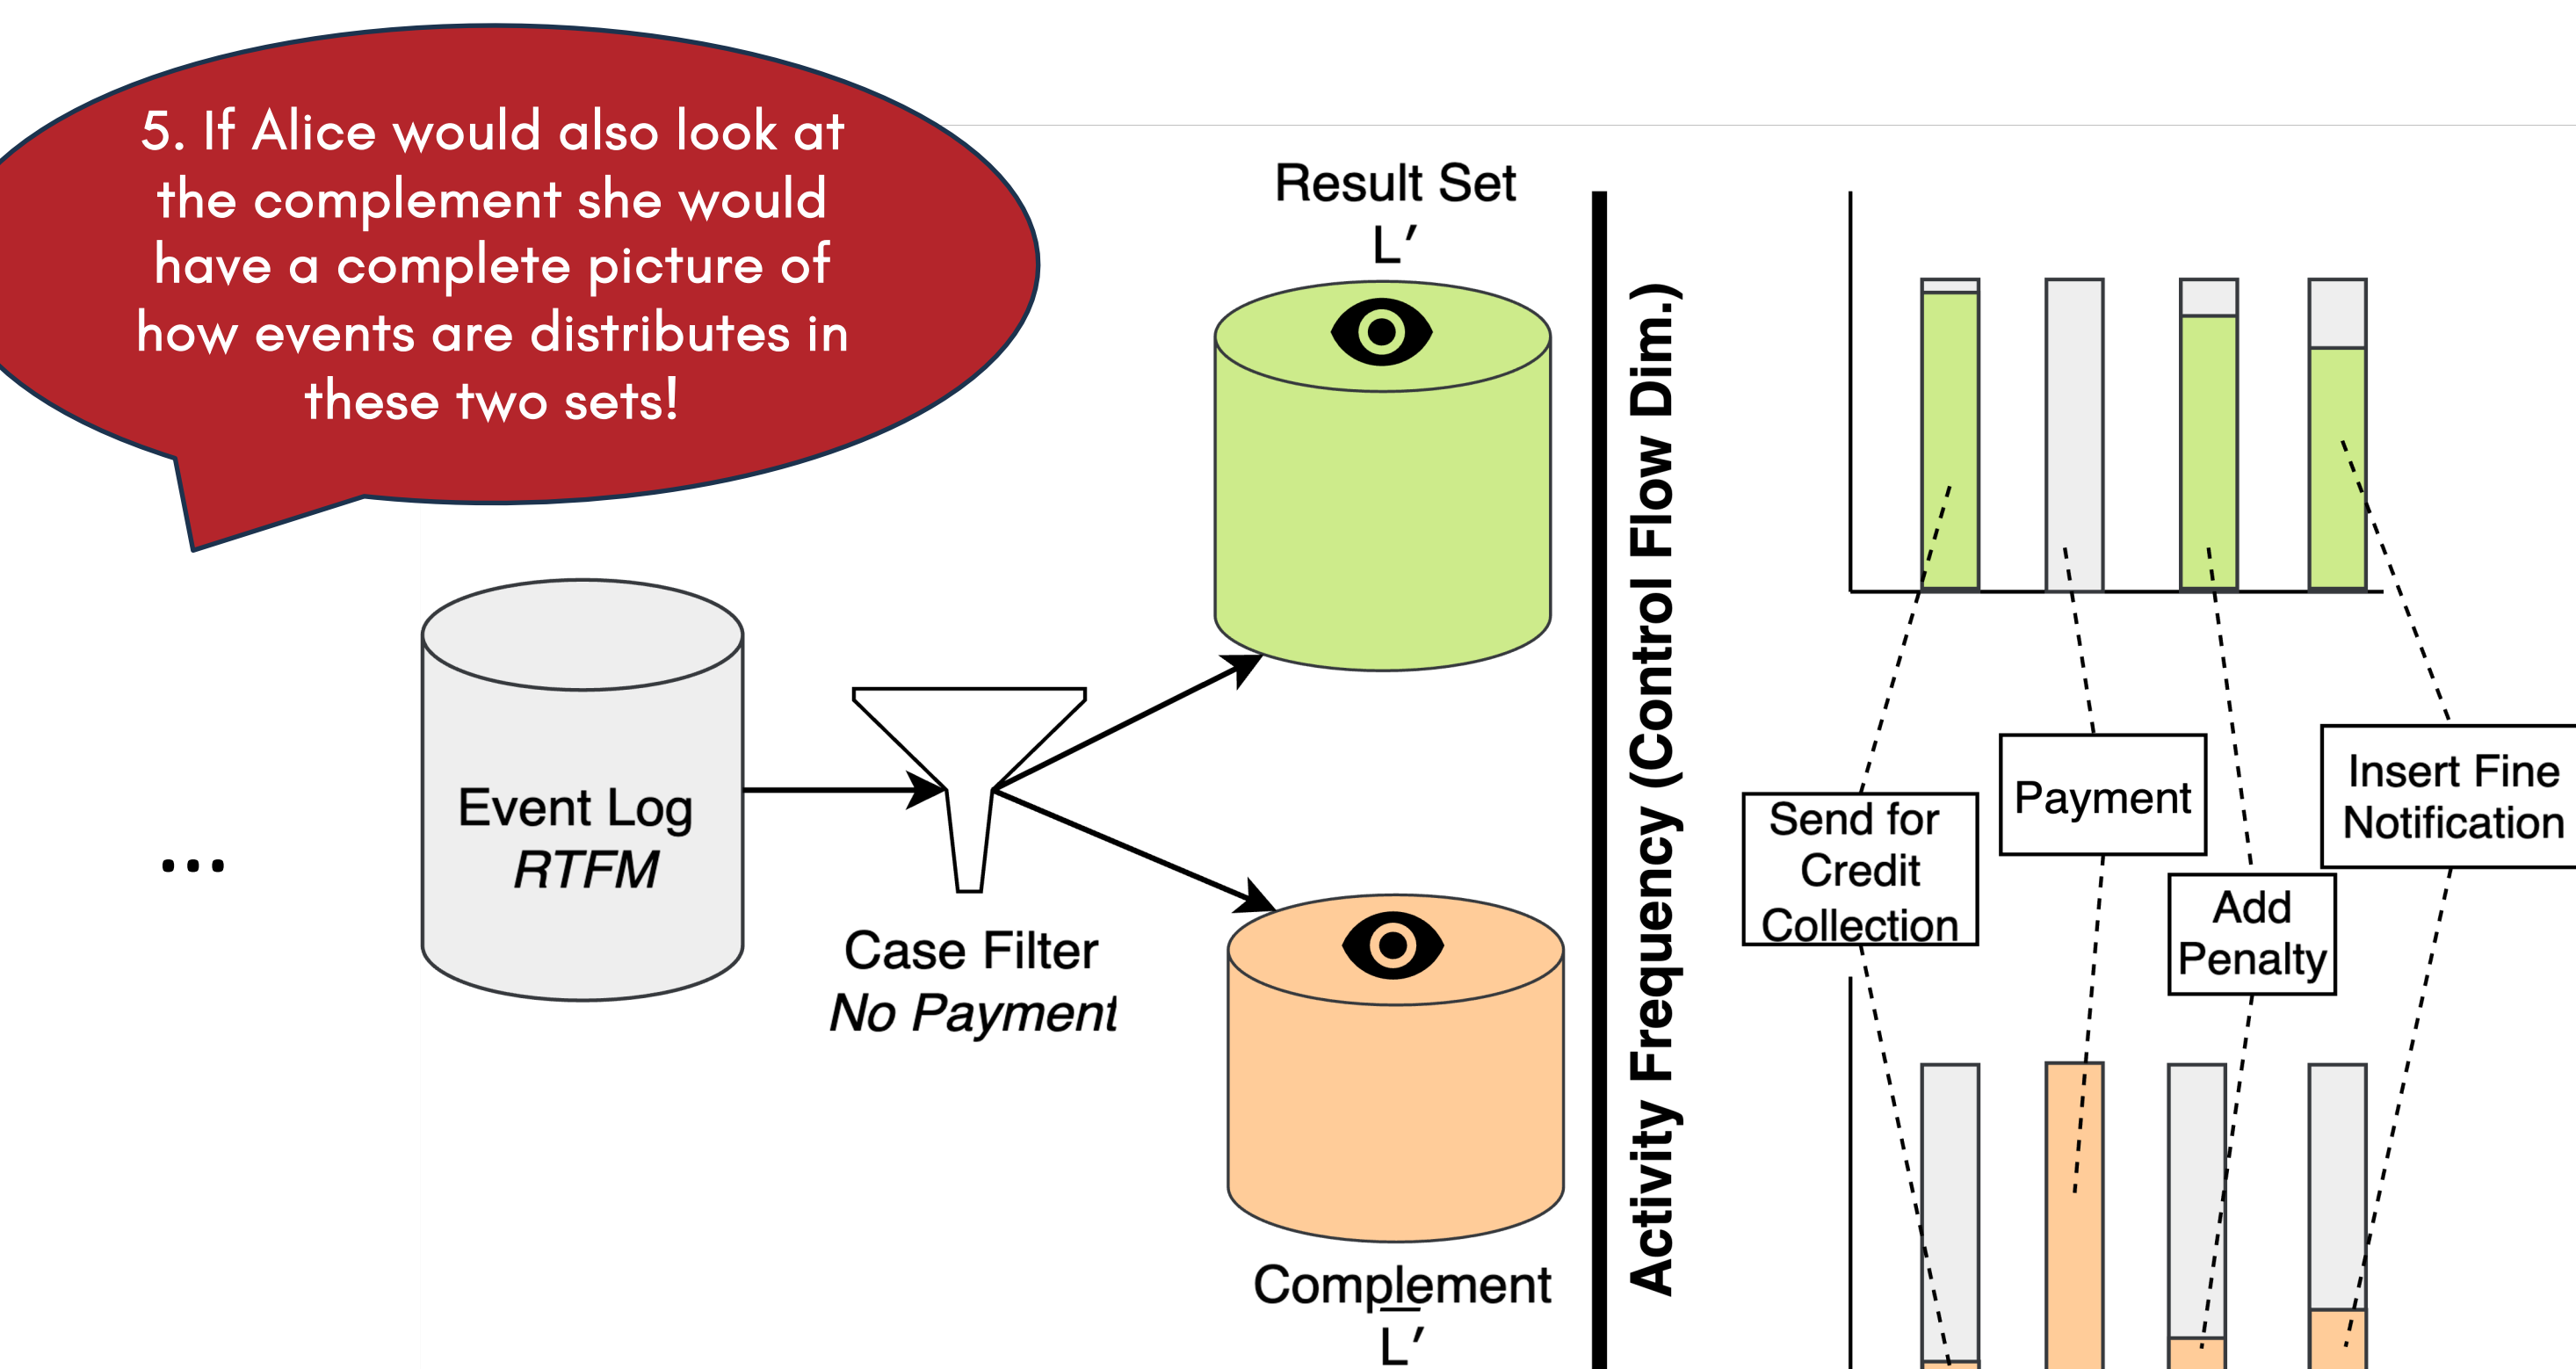 5. If Alice would also look at
the complement she would
have a complete picture of
how events are distributes in
these two sets!
Result Set
L′
Activity Frequency (Control Flow Dim.)
Event Log
RTFM
...
Case Filter
No Payment
Send for
Credit
Collection
Payment
Add
Penalty
Insert Fine
Notification
Complement
L̅′